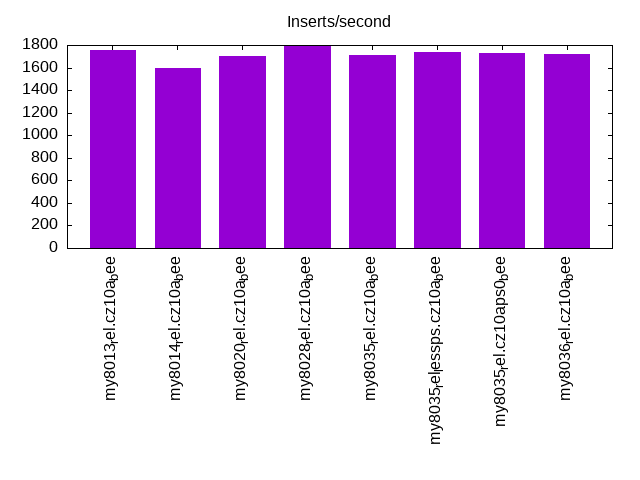 Inserts/second
1800
1600
1400
1200
1000
800
600
400
200
0
my8013rel.cz10abee
my8014rel.cz10abee
my8020rel.cz10abee
my8028rel.cz10abee
my8035rel.cz10abee
my8035rellessps.cz10abee
my8035rel.cz10aps0bee
my8036rel.cz10abee